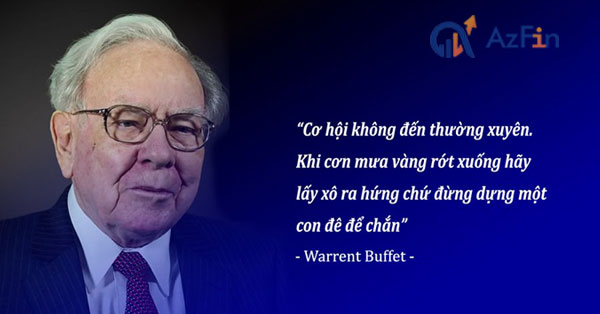 AzFin
“Cơ hội không đến thường xuyên.
Khi cơn mưa vàng rớt xuống hãy
lấy xô ra hứng chứ đừng dựng một
con đê để chắn”
- Warrent Buffet -